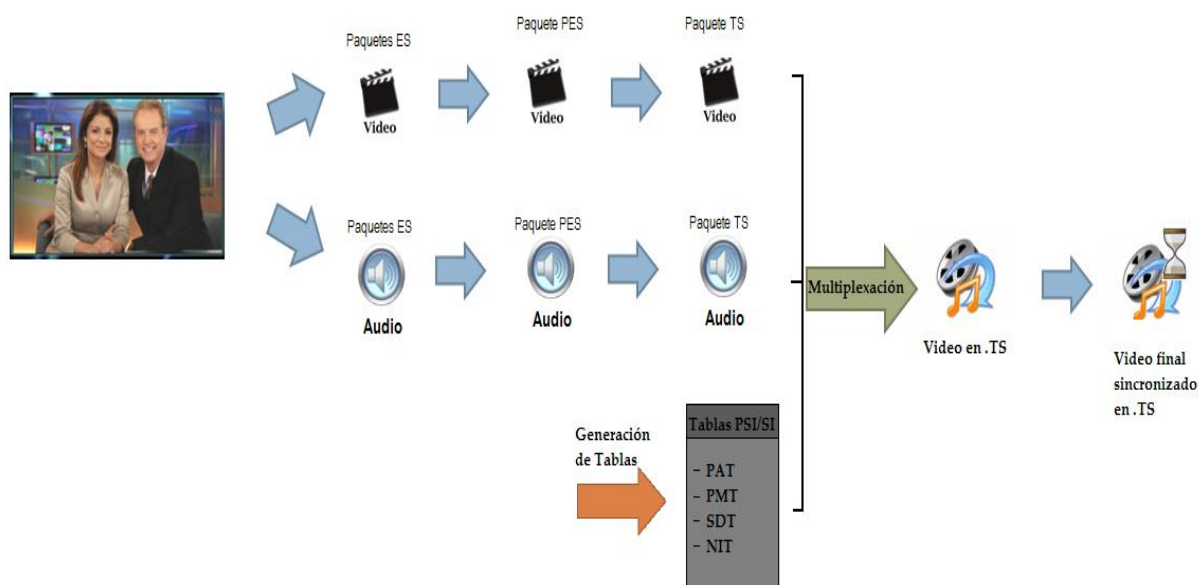 Paquetes ES
Paquete PES
Paquete TS
Video
Video
Video
Paquetes ES
Paquete PES
Paquete TS
Audio
Audio
Audio
Multiplexación
Video en .TS
Video final
sincronizado
en .TS
Generación
de Tablas
Tablas PSI/SI
- PAT
- PMT
- SDT
- NIT